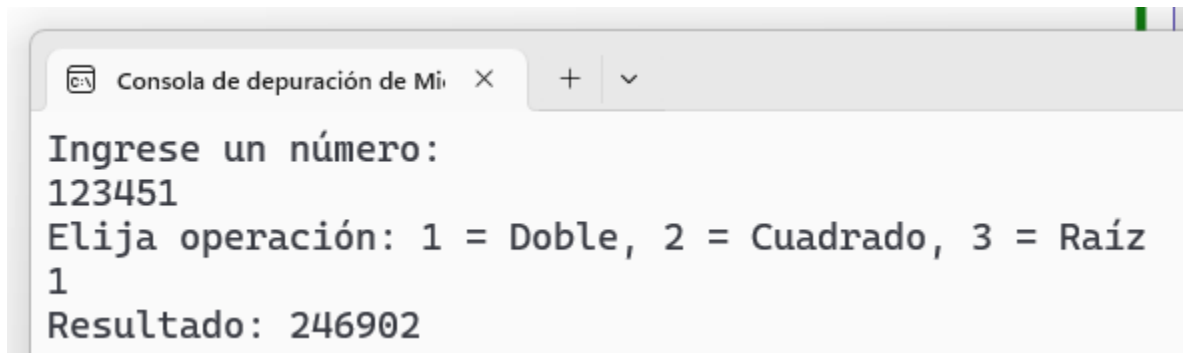 Consola de depuración de Mi
Ingrese un número:
123451
Elija operación: 1 = Doble, 2 = Cuadrado, 3 = Raíz
1
Resultado: 246902